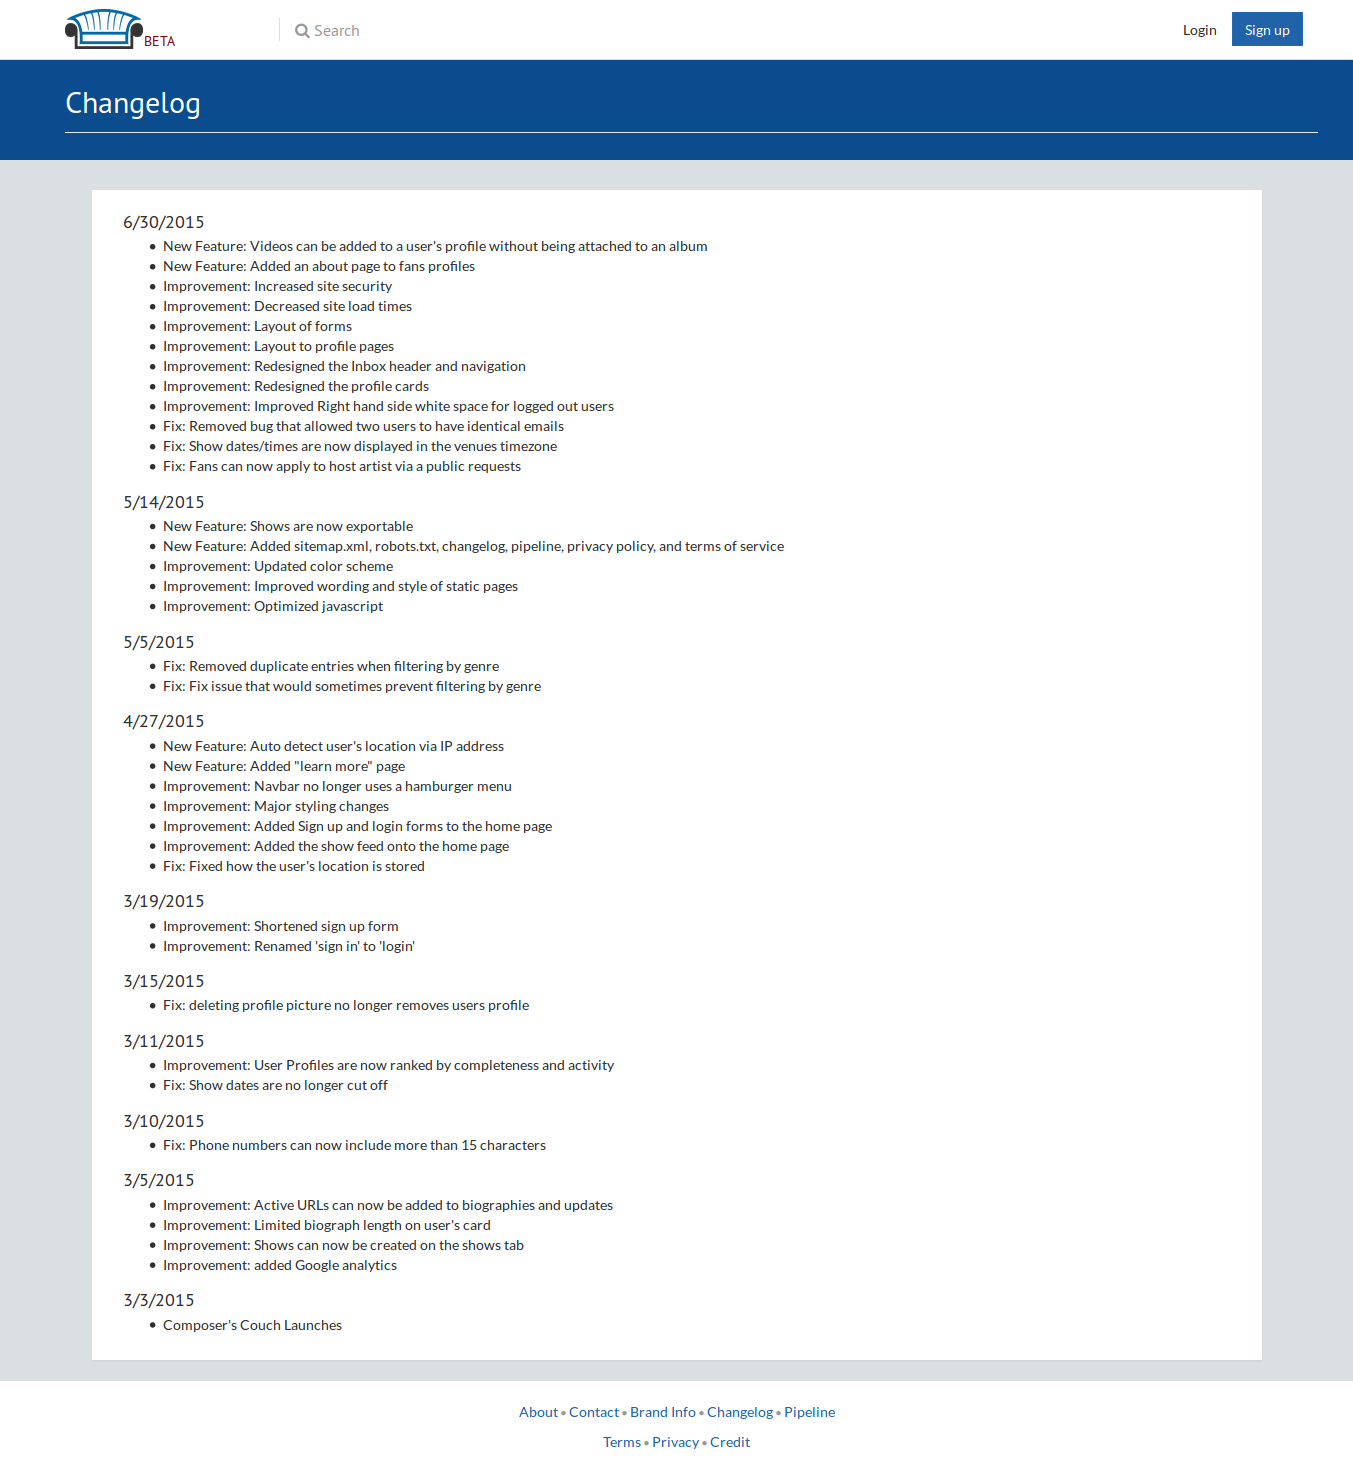 BETA
Search
Login
Sign up
Changelog
6/30/2015
New Feature: Videos can be added to a user's profile without being attached to an album
New Feature: Added an about page to fans profiles
Improvement: Increased site security
Improvement: Decreased site load times
Improvement: Layout of forms
Improvement: Layout to profile pages
Improvement: Redesigned the Inbox header and navigation
Improvement: Redesigned the profile cards
Improvement: Improved Right hand side white space for logged out users
Fix: Removed bug that allowed two users to have identical emails
Fix: Show dates/times are now displayed in the venues timezone
Fix: Fans can now apply to host artist via a public requests
5/14/2015
New Feature: Shows are now exportable
New Feature: Added sitemap.xml, robots.txt, changelog, pipeline, privacy policy, and terms of service
Improvement: Updated color scheme
Improvement: Improved wording and style of static pages
Improvement: Optimized javascript
5/5/2015
Fix: Removed duplicate entries when filtering by genre
Fix: Fix issue that would sometimes prevent filtering by genre
4/27/2015
New Feature: Auto detect user's location via IP address
New Feature: Added "learn more" page
Improvement: Navbar no longer uses a hamburger menu
Improvement: Major styling changes
Improvement: Added Sign up and login forms to the home page
Improvement: Added the show feed onto the home page
Fix: Fixed how the user's location is stored
3/19/2015
Improvement: Shortened sign up form
Improvement: Renamed 'sign in' to 'login'
3/15/2015
Fix: deleting profile picture no longer removes users profile
3/11/2015
Improvement: User Profiles are now ranked by completeness and activity
Fix: Show dates are no longer cut off
3/10/2015
Fix: Phone numbers can now include more than 15 characters
3/5/2015
Improvement: Active URLs can now be added to biographies and updates
Improvement: Limited biograph length on user's card
Improvement: Shows can now be created on the shows tab
Improvement: added Google analytics
3/3/2015
Composer's Couch Launches
About • Contact • Brand Info • Changelog • Pipeline
Terms • Privacy • Credit